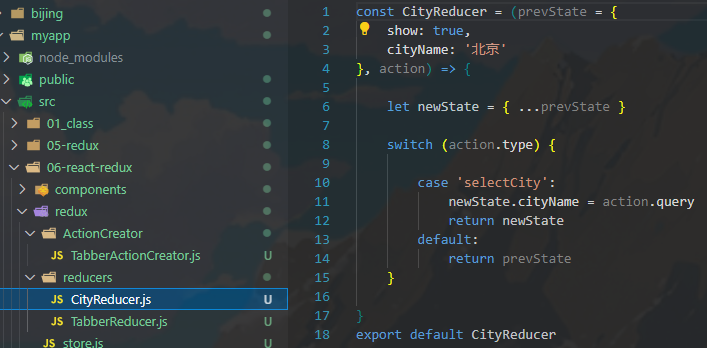 bijing
myapp
node_modules
public
src
01_class
05-redux
06-react-redux
components
redux
ActionCreator
JS TabberActionCreator.js U
reducers
JS CityReducer.js U
JS TabberReducer.js U
JS store.js U
1 const CityReducer = (prevState = {
2 show: true,
3 cityName: '北京'
4 }, action) => {
5
6 let newState = { ...prevState }
7
8 switch (action.type) {
9
10 case 'selectCity':
11 newState.cityName = action.query
12 return newState
13 default:
14 return prevState
15 }
16
17 }
18 export default CityReducer